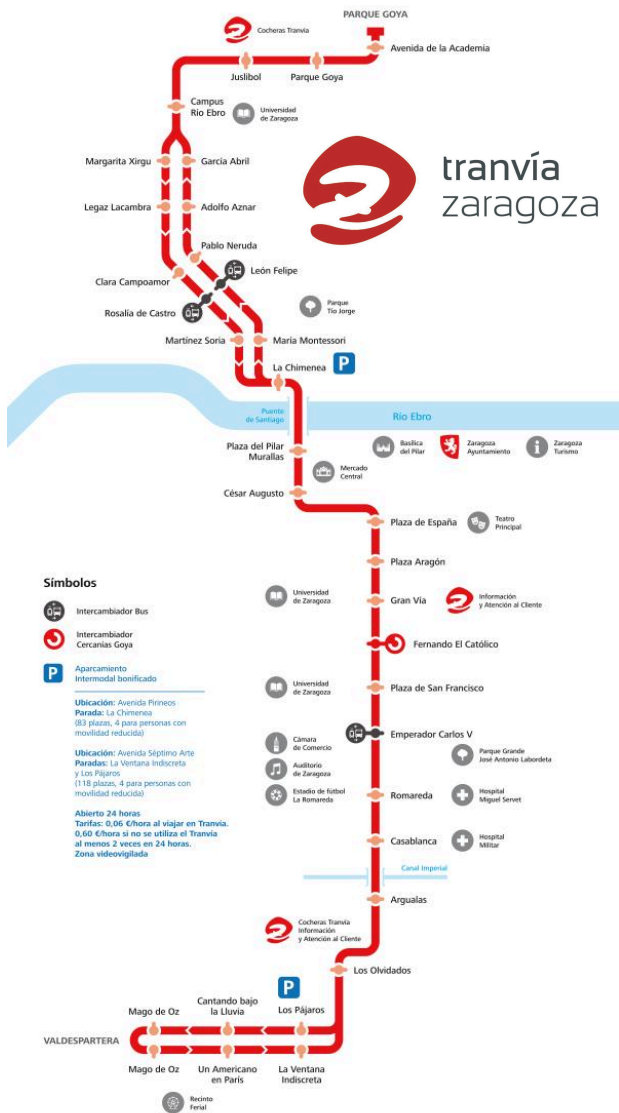 PARQUE GOYA
Cocheras Tranvía
Avenida de la Academia
Juslibol
Parque Goya
Campus
Río Ebro
Universidad
de Zaragoza
tranvía
zaragoza
Margarita Xirgu
García Abril
Legaz Lacambra
Adolfo Aznar
Pablo Neruda
León Felipe
Clara Campoamor
Rosalía de Castro
Parque
Tío Jorge
Martínez Soria
María Montessori
La Chimenea
P
Puente
de Santiago
Río Ebro
Plaza del Pilar
Murallas
Basílica
del Pilar
Zaragoza
Ayuntamiento
i
Zaragoza
Turismo
Mercado
Central
César Augusto
Plaza de España
Teatro
Principal
Plaza Aragón
Universidad
de Zaragoza
Gran Vía
Información
y Atención al Cliente
Fernando El Católico
Universidad
de Zaragoza
Plaza de San Francisco
Emperador Carlos V
Cámara
de Comercio
Parque Grande
José Antonio Labordeta
Auditorio
de Zaragoza
Estadio de fútbol
La Romareda
Romareda
Hospital
Miguel Servet
Casablanca
Hospital
Militar
Canal Imperial
Argualas
Cocheras Tranvía
Información
y Atención al Cliente
Los Olvidados
P
Mago de Oz
Cantando bajo
la Lluvia
Los Pájaros
VALDESPARTERA
Mago de Oz
Un Americano
en París
La Ventana
Indiscreta
Recinto
Ferial
Símbolos
Intercambiador Bus
Intercambiador
Cercanías Goya
P
Aparcamiento
Intermodal bonificado
Ubicación: Avenida Pirineos
Parada: La Chimenea
(83 plazas, 4 para personas con
movilidad reducida)
Ubicación: Avenida Séptimo Arte
Paradas: La Ventana Indiscreta
y Los Pájaros
(118 plazas, 4 para personas con
movilidad reducida)
Abierto 24 horas
Tarifas: 0,06 €/hora al viajar en Tranvía.
0,60 €/hora si no se utiliza el Tranvía
al menos 2 veces en 24 horas.
Zona videovigilada